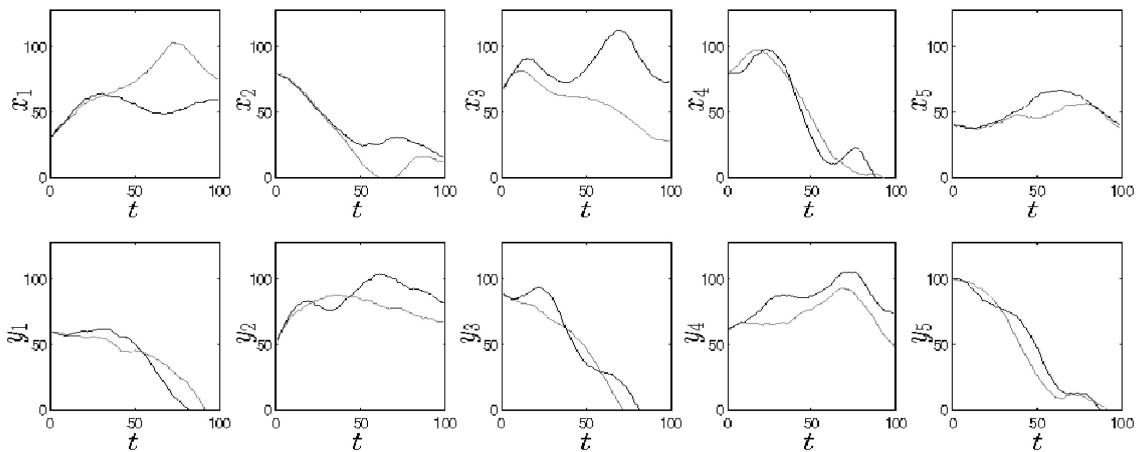 x₁ 100 50 0 0 50 100 t
x₂ 100 50 0 0 50 100 t
x₃ 100 50 0 0 50 100 t
x₄ 100 50 0 0 50 100 t
x₅ 100 50 0 0 50 100 t
y₁ 100 50 0 0 50 100 t
y₂ 100 50 0 0 50 100 t
y₃ 100 50 0 0 50 100 t
y₄ 100 50 0 0 50 100 t
y₅ 100 50 0 0 50 100 t